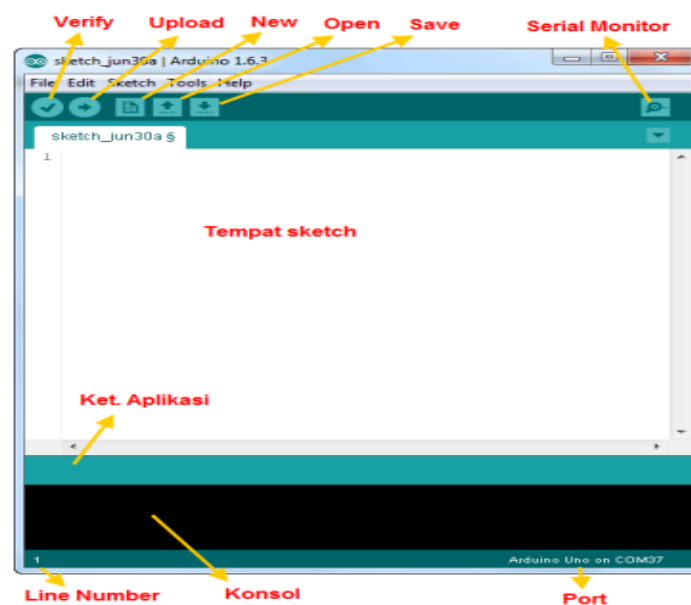 Verify Upload New Open Save Serial Monitor
sketch_jun30a | Arduino 1.6.3
File Edit Sketch Tools Help
sketch_jun30a §
1
Tempat sketch
Ket. Aplikasi
1
Arduino Uno on COM37
Line Number Konsol Port